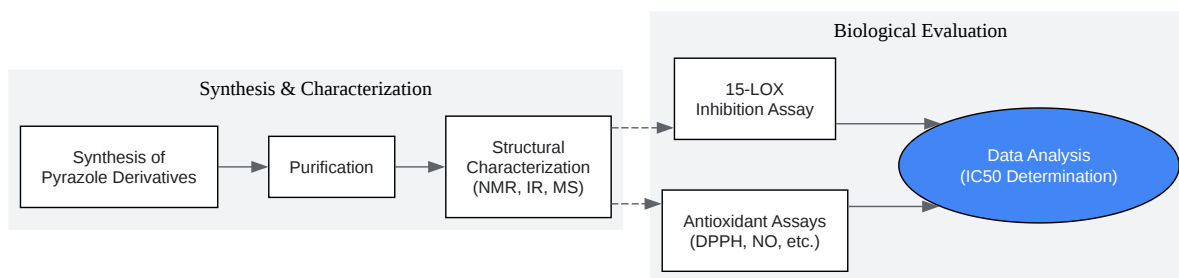 Synthesis & Characterization
Synthesis of
Pyrazole Derivatives
Purification
Structural
Characterization
(NMR, IR, MS)
Biological Evaluation
15-LOX
Inhibition Assay
Antioxidant Assays
(DPPH, NO, etc.)
Data Analysis
(IC50 Determination)